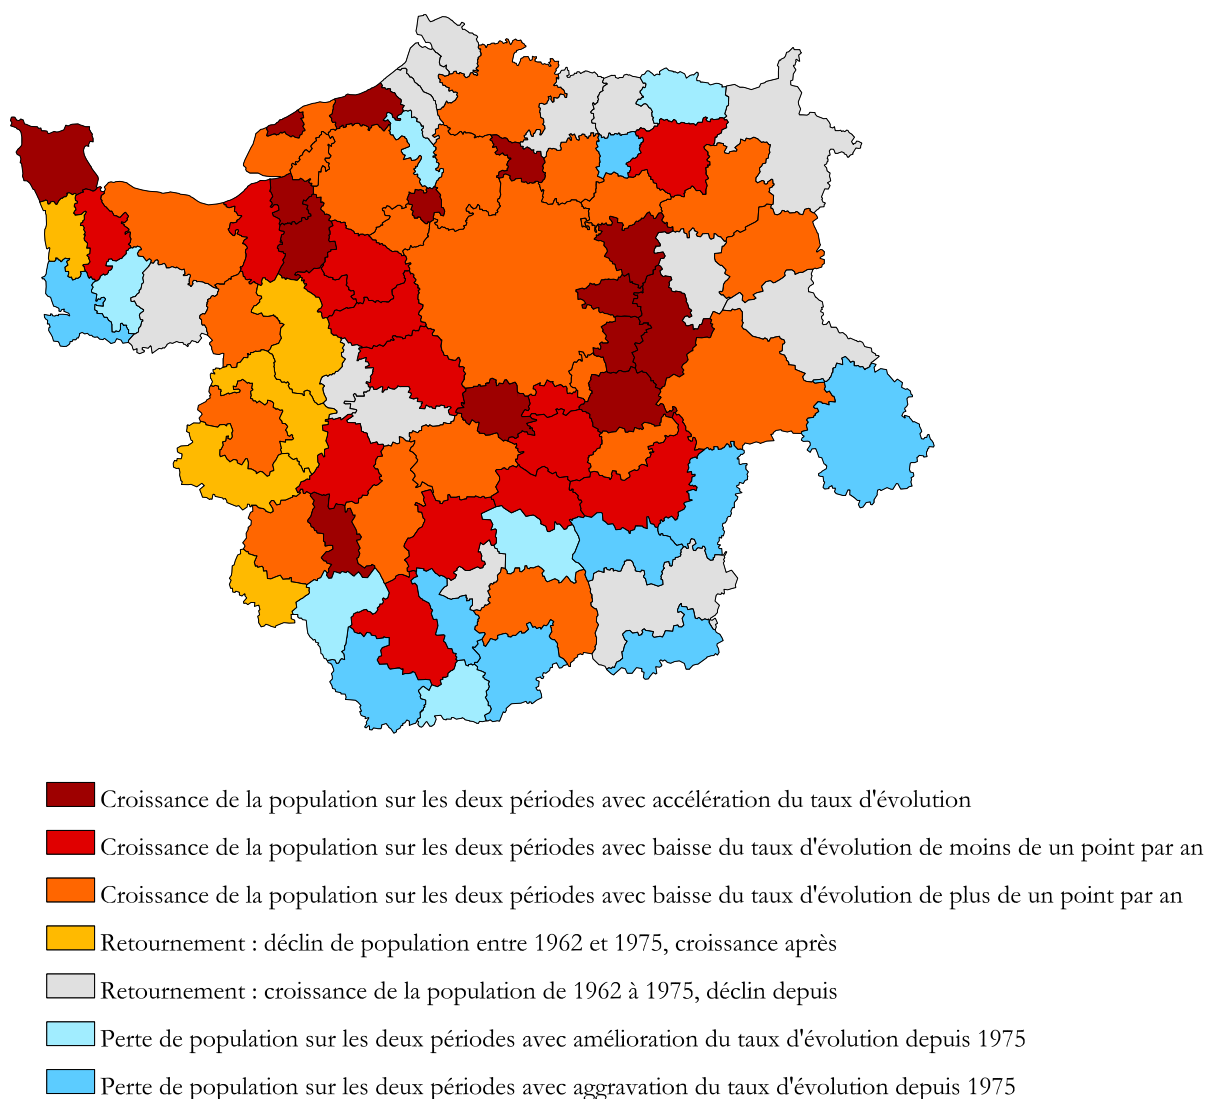 Croissance de la population sur les deux périodes avec accélération du taux d'évolution
Croissance de la population sur les deux périodes avec baisse du taux d'évolution de moins de un point par an
Croissance de la population sur les deux périodes avec baisse du taux d'évolution de plus de un point par an
Retournement : déclin de population entre 1962 et 1975, croissance après
Retournement : croissance de la population de 1962 à 1975, déclin depuis
Perte de population sur les deux périodes avec amélioration du taux d'évolution depuis 1975
Perte de population sur les deux périodes avec aggravation du taux d'évolution depuis 1975